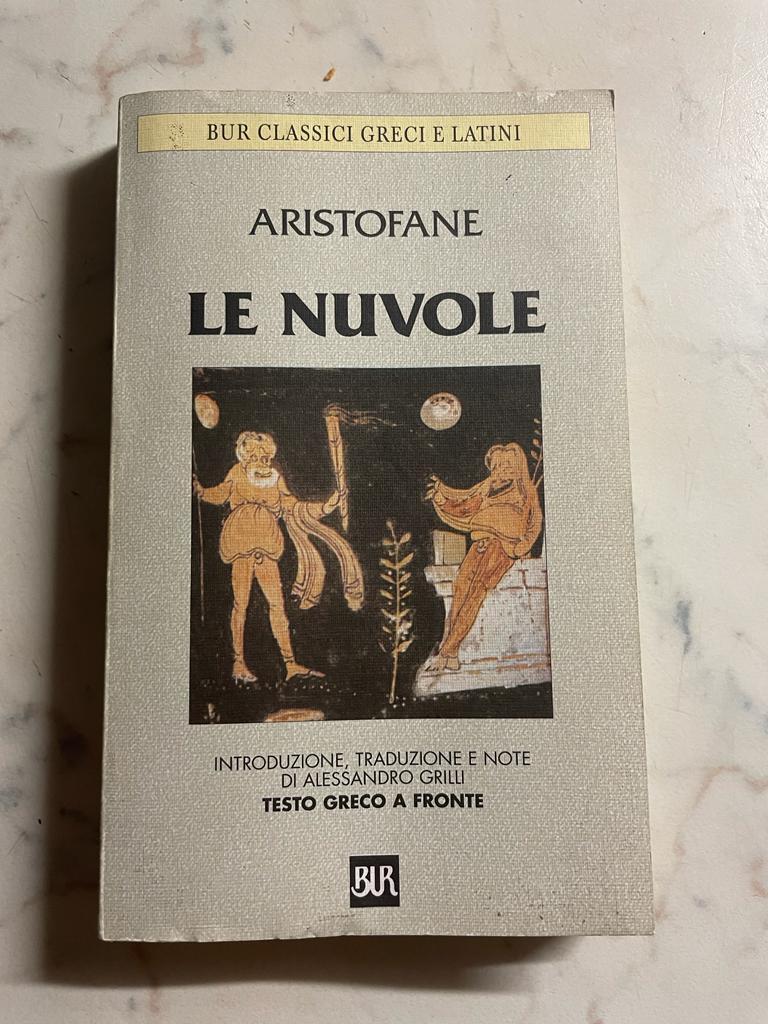 BUR CLASSICI GRECI E LATINI
ARISTOFANE
LE NUVOLE
INTRODUZIONE, TRADUZIONE E NOTE
DI ALESSANDRO GRILLI
TESTO GRECO A FRONTE
BUR